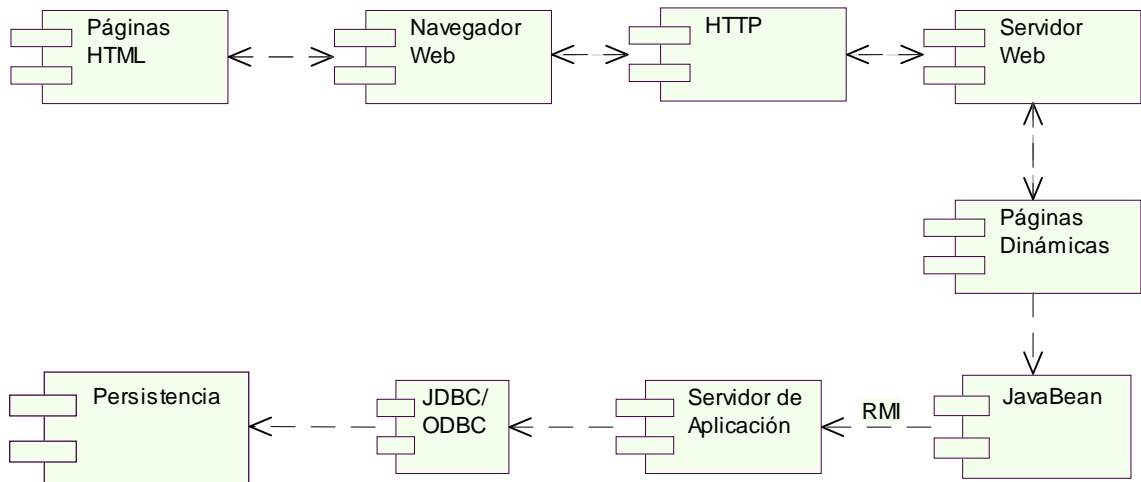 Páginas
HTML
Navegador
Web
HTTP
Servidor
Web
Páginas
Dinámicas
Persistencia
JDBC/
ODBC
Servidor de
Aplicación
RMI
JavaBean